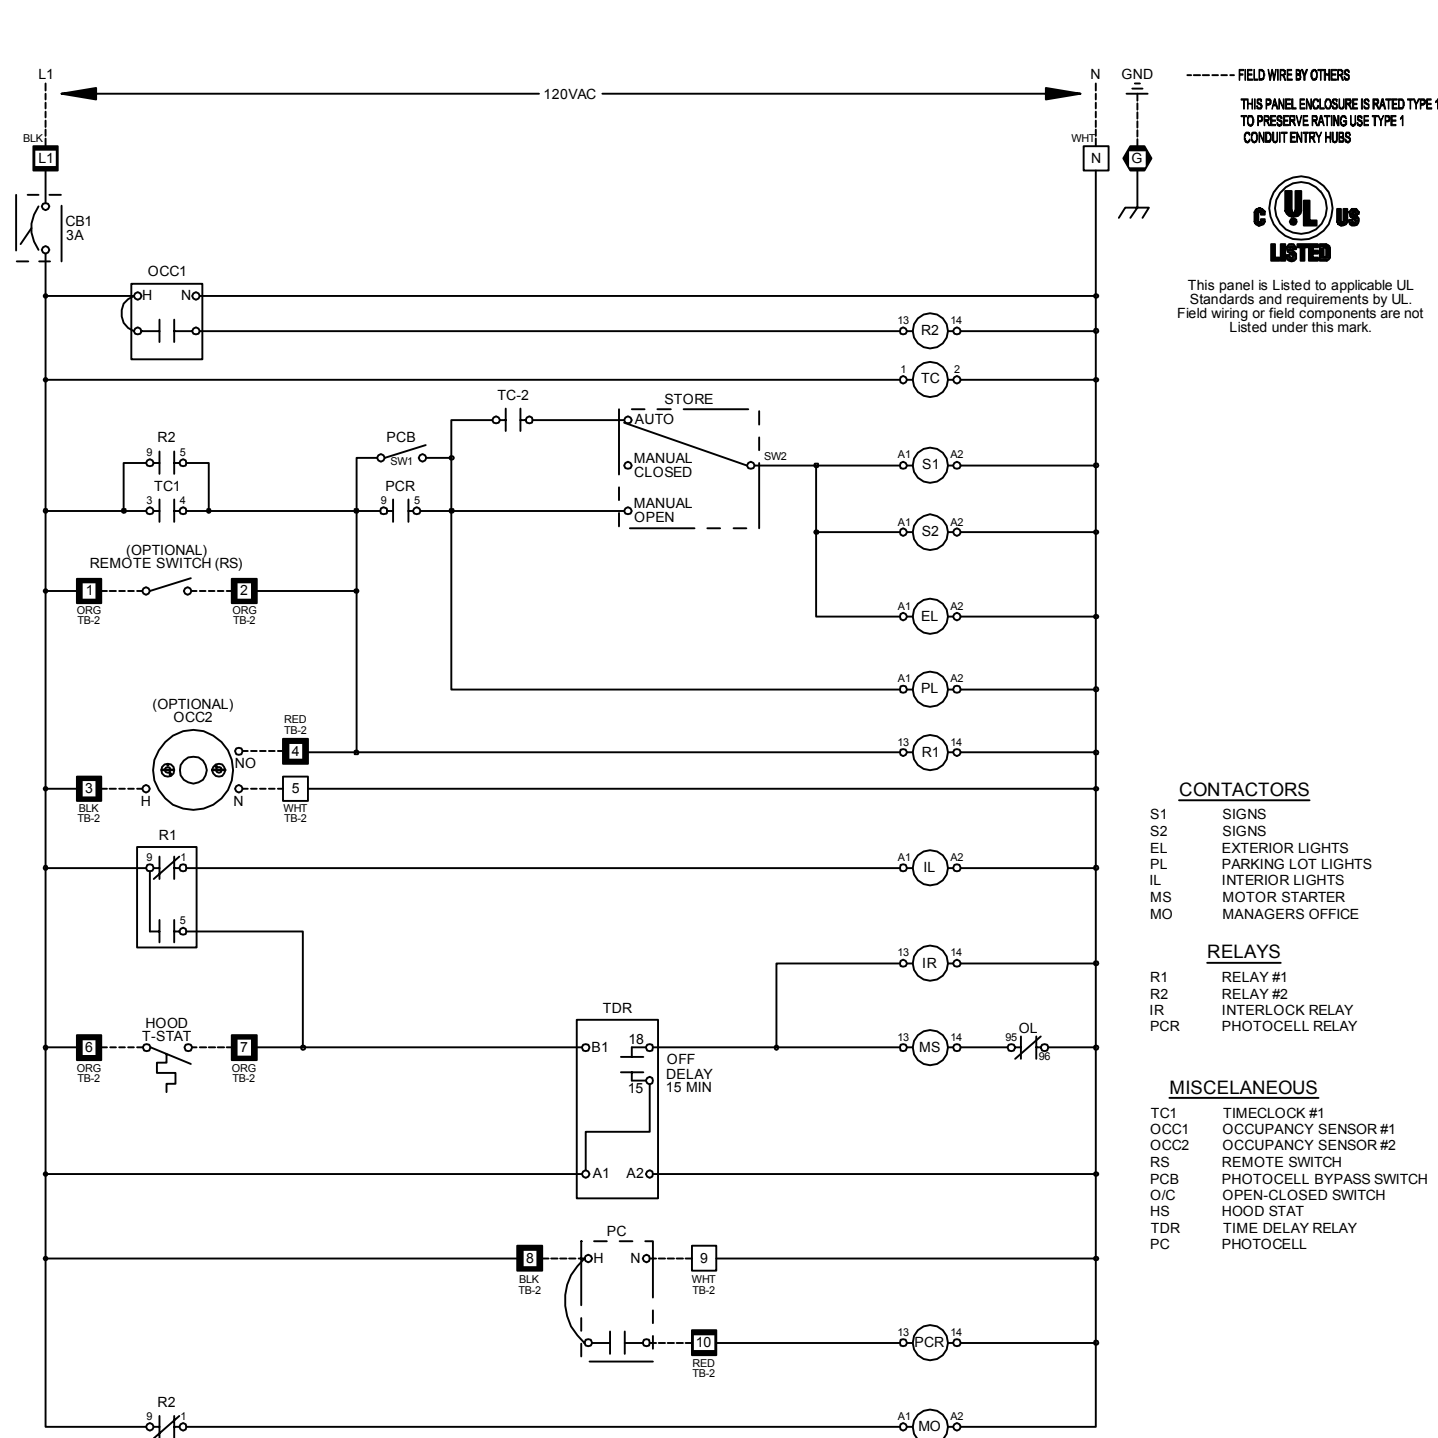 L1
120VAC
N
GND
FIELD WIRE BY OTHERS
THIS PANEL ENCLOSURE IS RATED TYPE 1
TO PRESERVE RATING USE TYPE 1
CONDUIT ENTRY HUBS
BLK
L1
WHT
N
G
CB1
3A
C UL US
LISTED
This panel is Listed to applicable UL
Standards and requirements by UL.
Field wiring or field components are not
Listed under this mark.
OCC1
H N
13 R2 14
1 TC 2
TC-2
STORE
AUTO
MANUAL
CLOSED
MANUAL
OPEN
SW2
R2
9 5
TC1
3 4
PCB
SW1
PCR
9 5
A1 S1 A2
A1 S2 A2
(OPTIONAL)
REMOTE SWITCH (RS)
1
ORG
TB-2
2
ORG
TB-2
A1 EL A2
A1 PL A2
(OPTIONAL)
OCC2
RED
TB-2
4
NO
13 R1 14
3
BLK
TB-2
H
N
5
WHT
TB-2
R1
9 1
5
A1 IL A2
13 IR 14
HOOD
T-STAT
6
ORG
TB-2
7
ORG
TB-2
TDR
B1
18
15
OFF
DELAY
15 MIN
A1 A2
13 MS 14
OL
95
96
PC
8
BLK
TB-2
H N
9
WHT
TB-2
10
RED
TB-2
13 PCR 14
R2
9 1
A1 MO A2
CONTACTORS
S1 SIGNS
S2 SIGNS
EL EXTERIOR LIGHTS
PL PARKING LOT LIGHTS
IL INTERIOR LIGHTS
MS MOTOR STARTER
MO MANAGERS OFFICE
RELAYS
R1 RELAY #1
R2 RELAY #2
IR INTERLOCK RELAY
PCR PHOTOCELL RELAY
MISCELANEOUS
TC1 TIMECLOCK #1
OCC1 OCCUPANCY SENSOR #1
OCC2 OCCUPANCY SENSOR #2
RS REMOTE SWITCH
PCB PHOTOCELL BYPASS SWITCH
O/C OPEN-CLOSED SWITCH
HS HOOD STAT
TDR TIME DELAY RELAY
PC PHOTOCELL